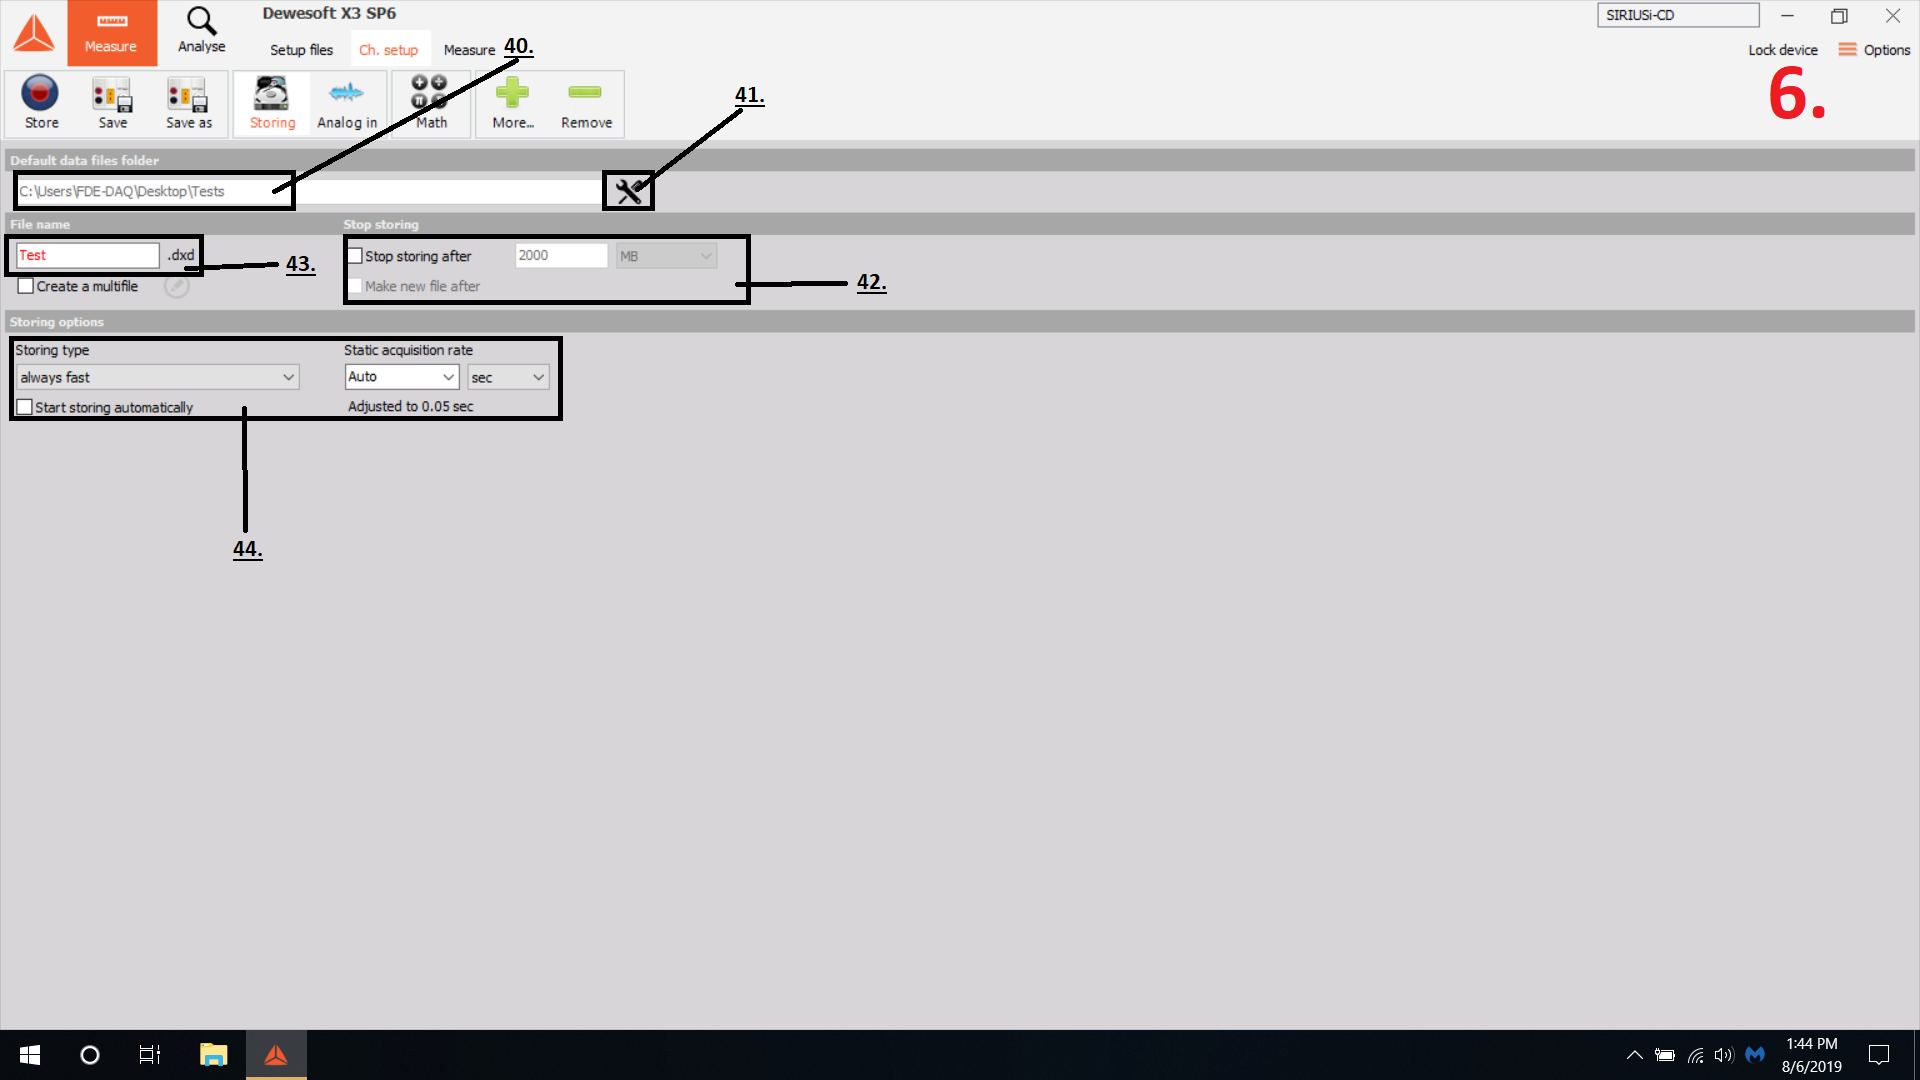 Dewesoft X3 SP6
SIRIUSi-CD
Measure
Analyse
Setup files
Ch. setup
Measure
40.
Lock device
Options
6.
41.
Store
Save
Save as
Storing
Analog in
Math
More...
Remove
Default data files folder
C:\Users\FDE-DAQ\Desktop\Tests
File name
Stop storing
Test
.dxd
43.
Stop storing after
2000
MB
Create a multifile
Make new file after
42.
Storing options
Storing type
Static acquisition rate
always fast
Auto
sec
Start storing automatically
Adjusted to 0.05 sec
44.
1:44 PM
8/6/2019